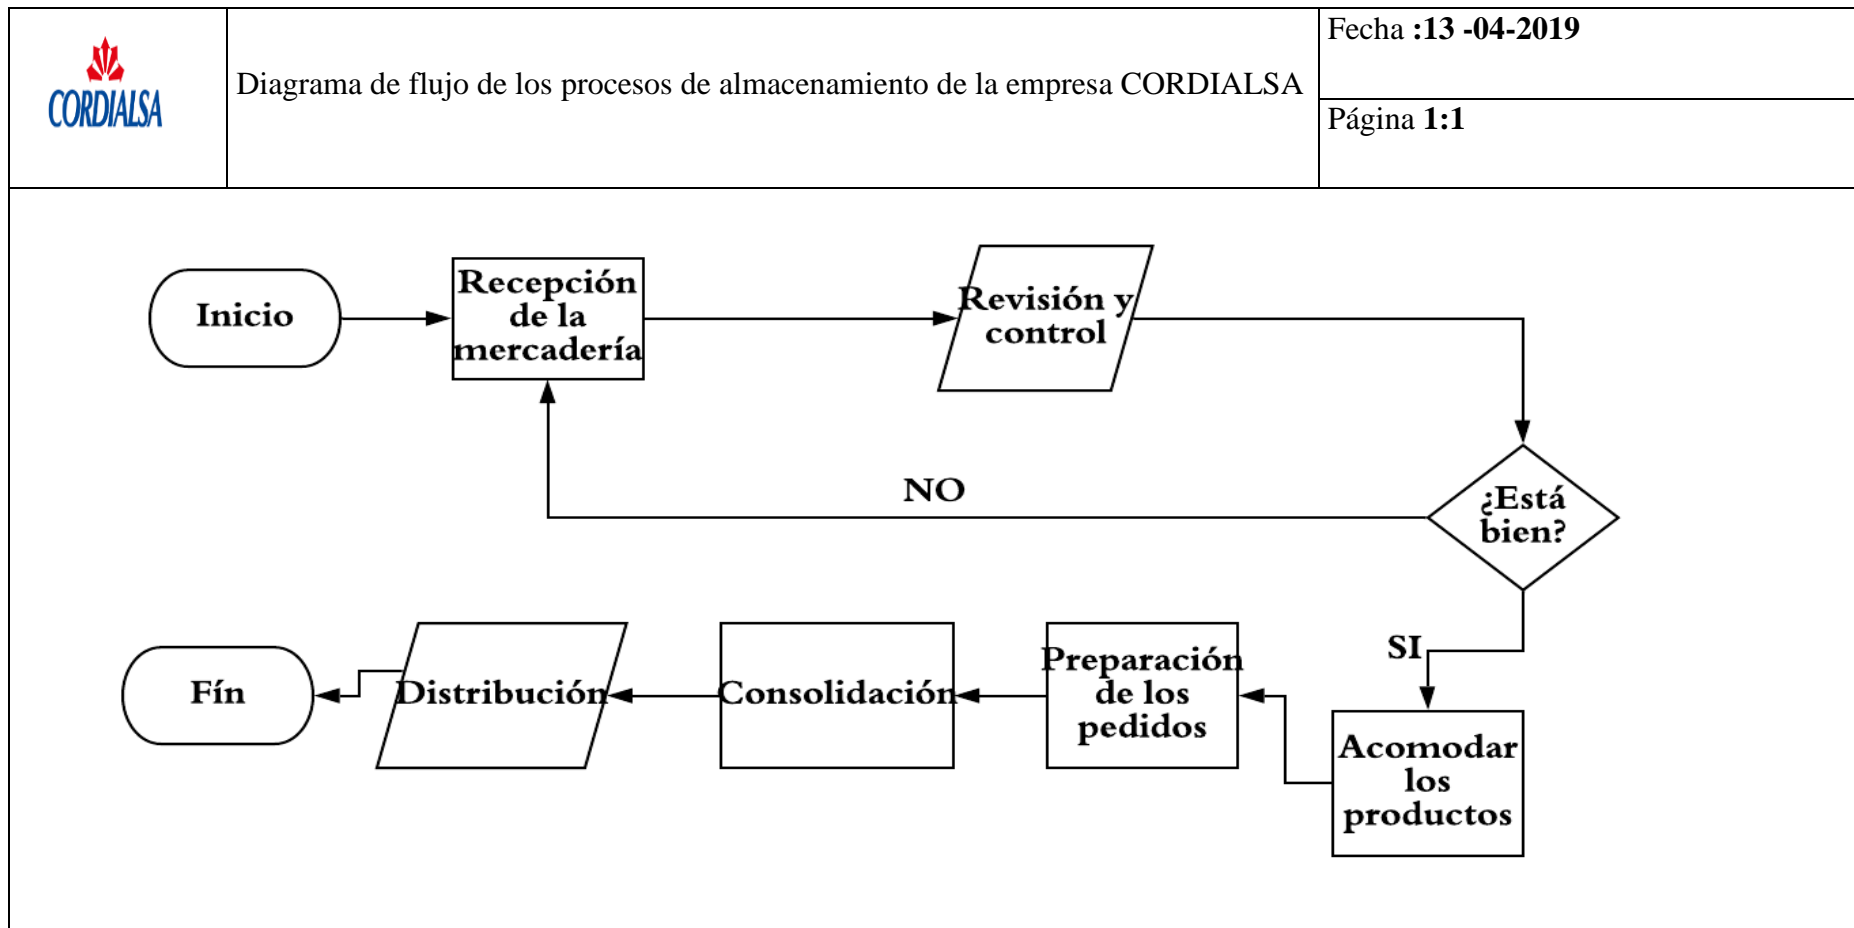 CORDIALSA
Diagrama de flujo de los procesos de almacenamiento de la empresa CORDIALSA
Fecha :13 -04-2019
Página 1:1
Inicio
Recepción
de la
mercadería
Revisión y
control
¿Está
bien?
NO
SI
Acomodar
los
productos
Preparación
de los
pedidos
Consolidación
Distribución
Fín